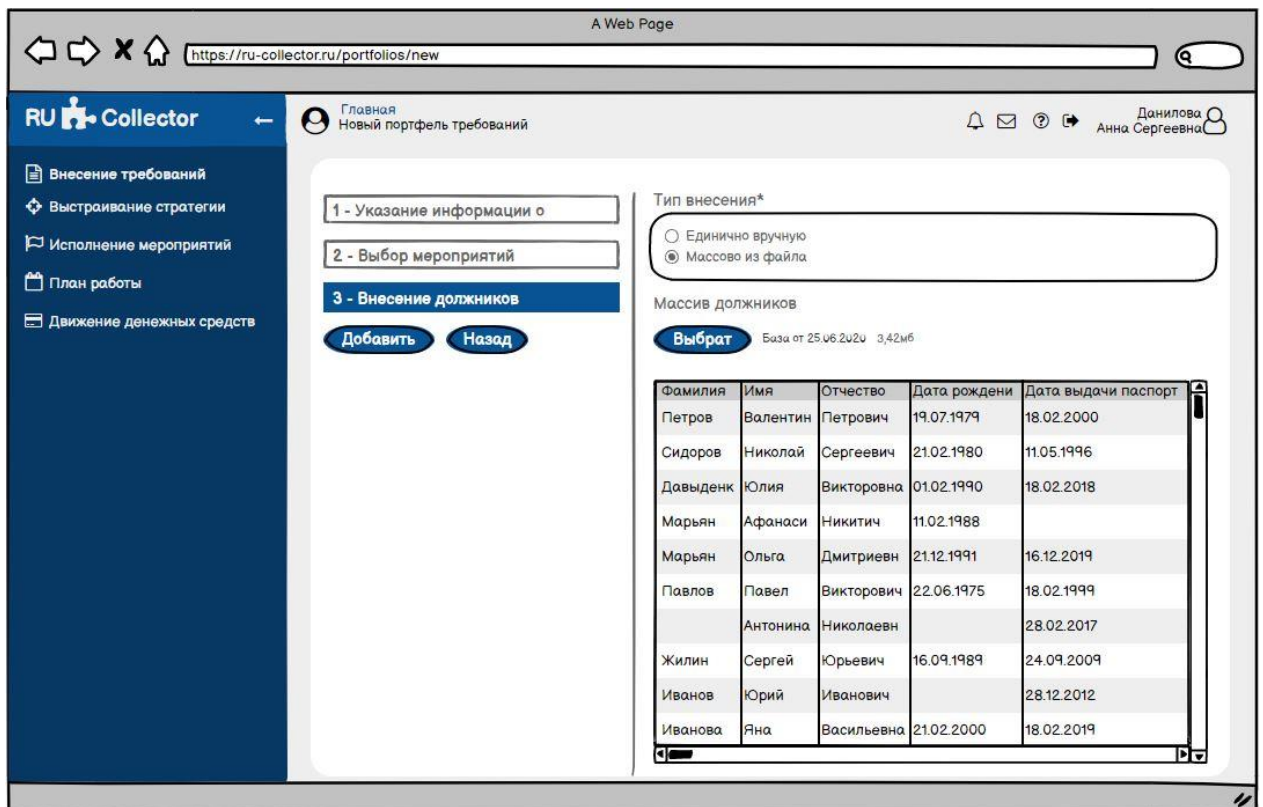 A Web Page
https://ru-collector.ru/portfolios/new
RU Collector
Главная
Новый портфель требований
Данилова
Анна Сергеевна
Внесение требований
Выстраивание стратегии
Исполнение мероприятий
План работы
Движение денежных средств
1 - Указание информации о
2 - Выбор мероприятий
3 - Внесение должников
Добавить Назад
Тип внесения*
Единично вручную
Массово из файла
Массив должников
Выбрат База от 25.06.2020 3,42мб
Фамилия Имя Отчество Дата рождени Дата выдачи паспорт
Петров Валентин Петрович 19.07.1979 18.02.2000
Сидоров Николай Сергеевич 21.02.1980 11.05.1996
Давыденк Юлия Викторовна 01.02.1990 18.02.2018
Марьян Афанаси Никитич 11.02.1988
Марьян Ольга Дмитриевн 21.12.1991 16.12.2019
Павлов Павел Викторович 22.06.1975 18.02.1999
Антонина Николаевн 28.02.2017
Жилин Сергей Юрьевич 16.09.1989 24.09.2009
Иванов Юрий Иванович 28.12.2012
Иванова Яна Васильевна 21.02.2000 18.02.2019